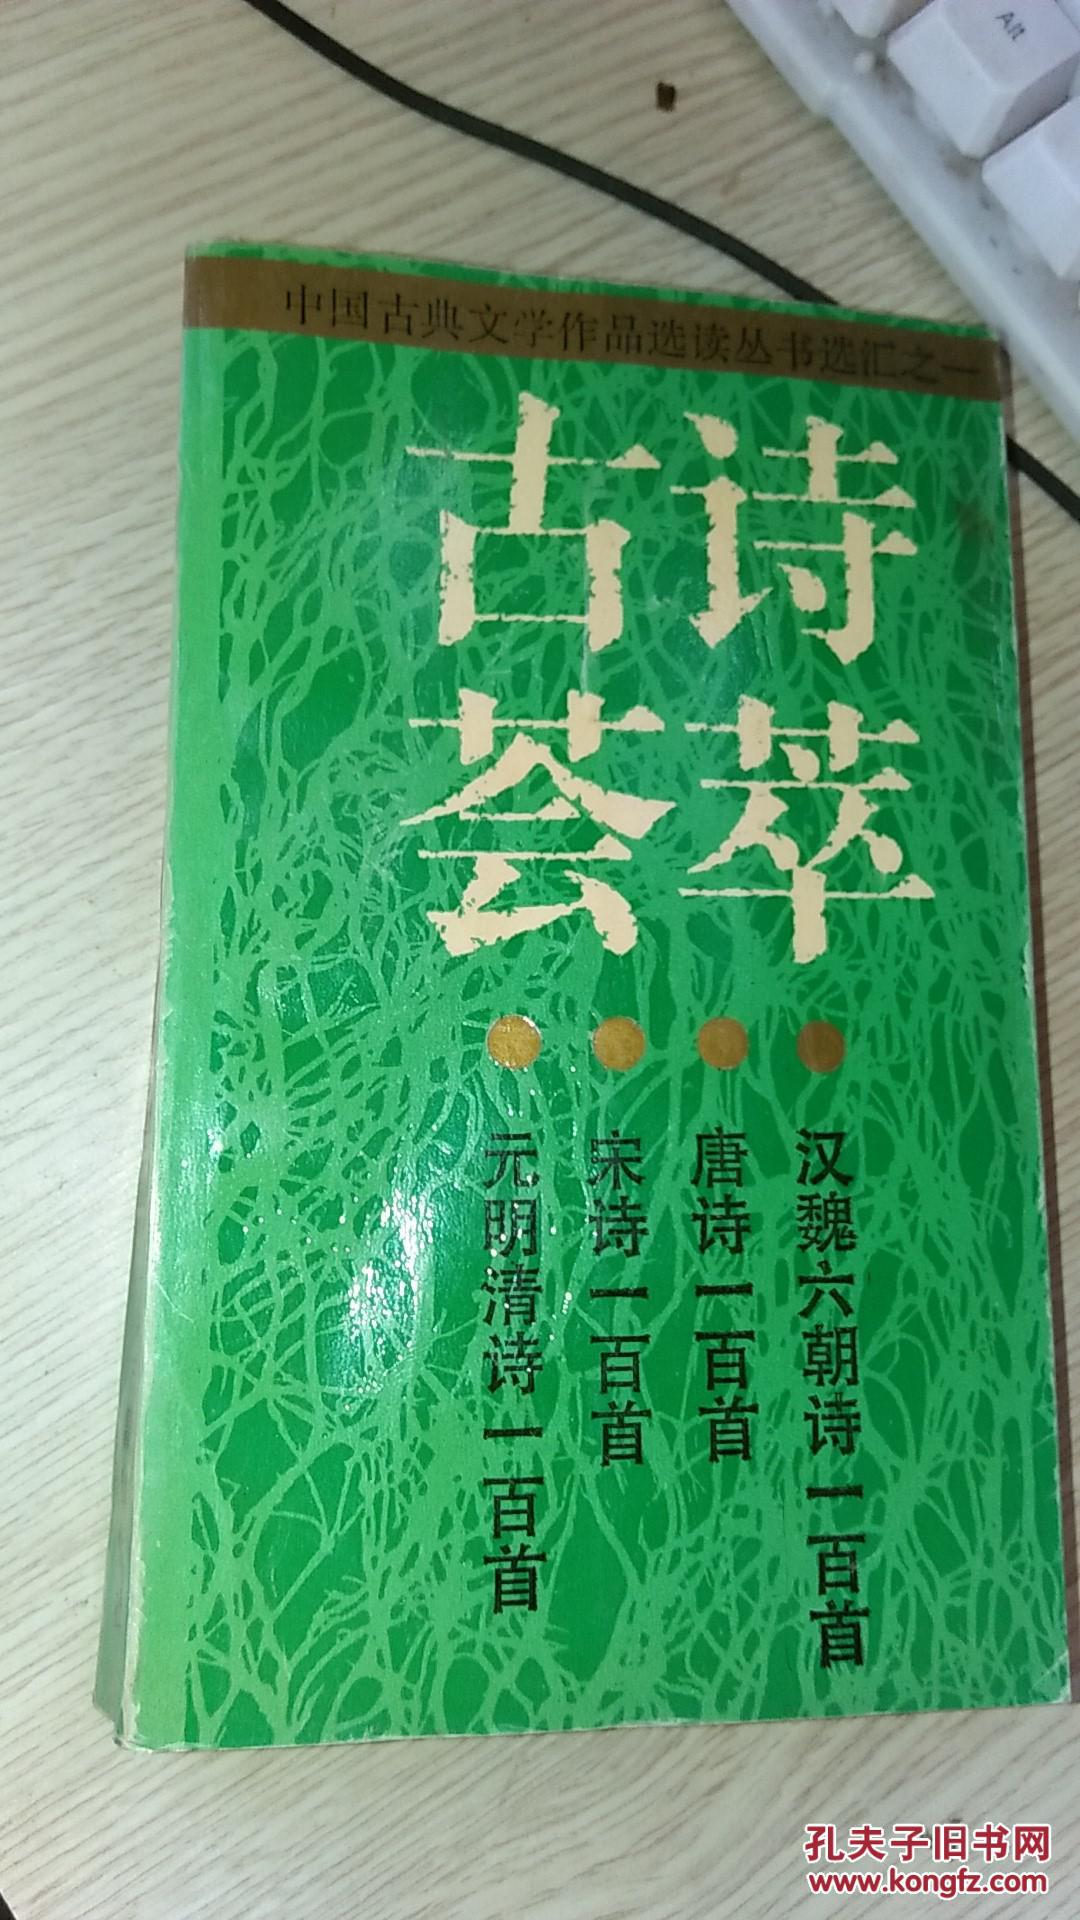 Alt
中国古典文学作品选读丛书选汇之一
古诗
荟萃
汉魏六朝诗一百首
唐诗一百首
宋诗一百首
元明清诗一百首
孔夫子旧书网
www.kongfz.com